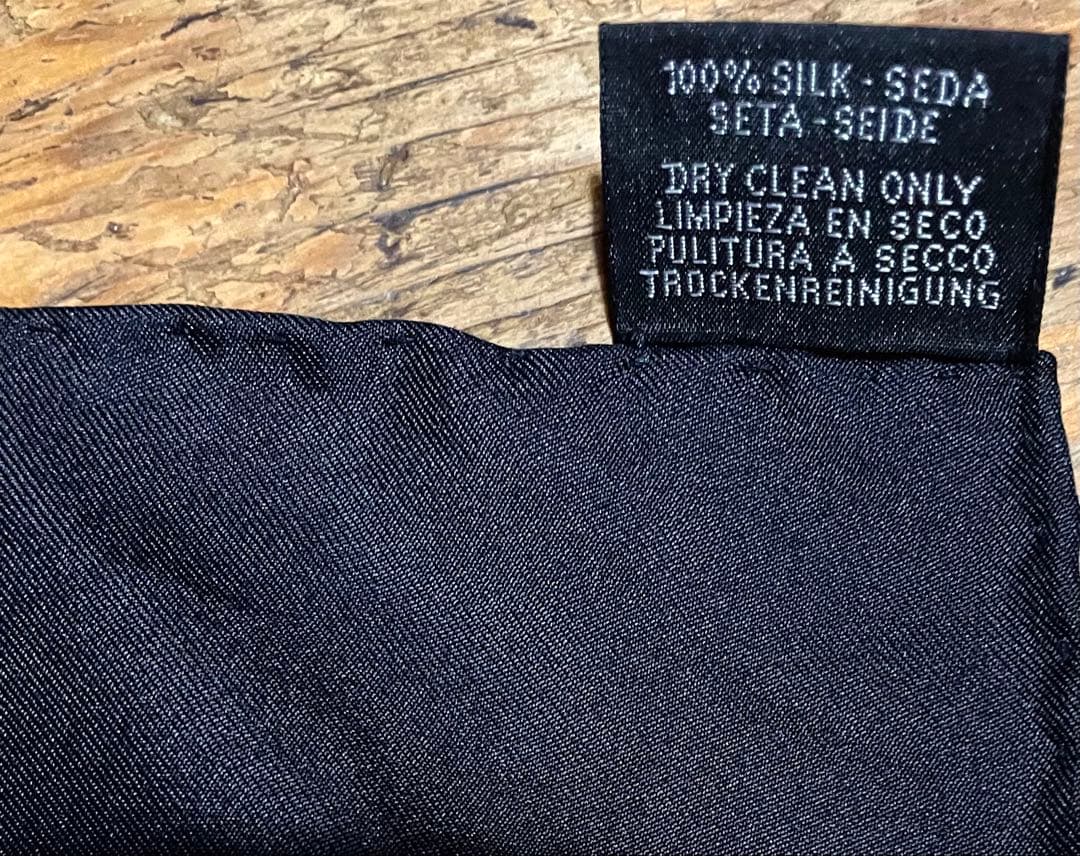 100% SILK - SEDA
SETA - SEIDE
DRY CLEAN ONLY
LIMPIEZA EN SECO
PULITURA A SECCO
TROCKENREINIGUNG